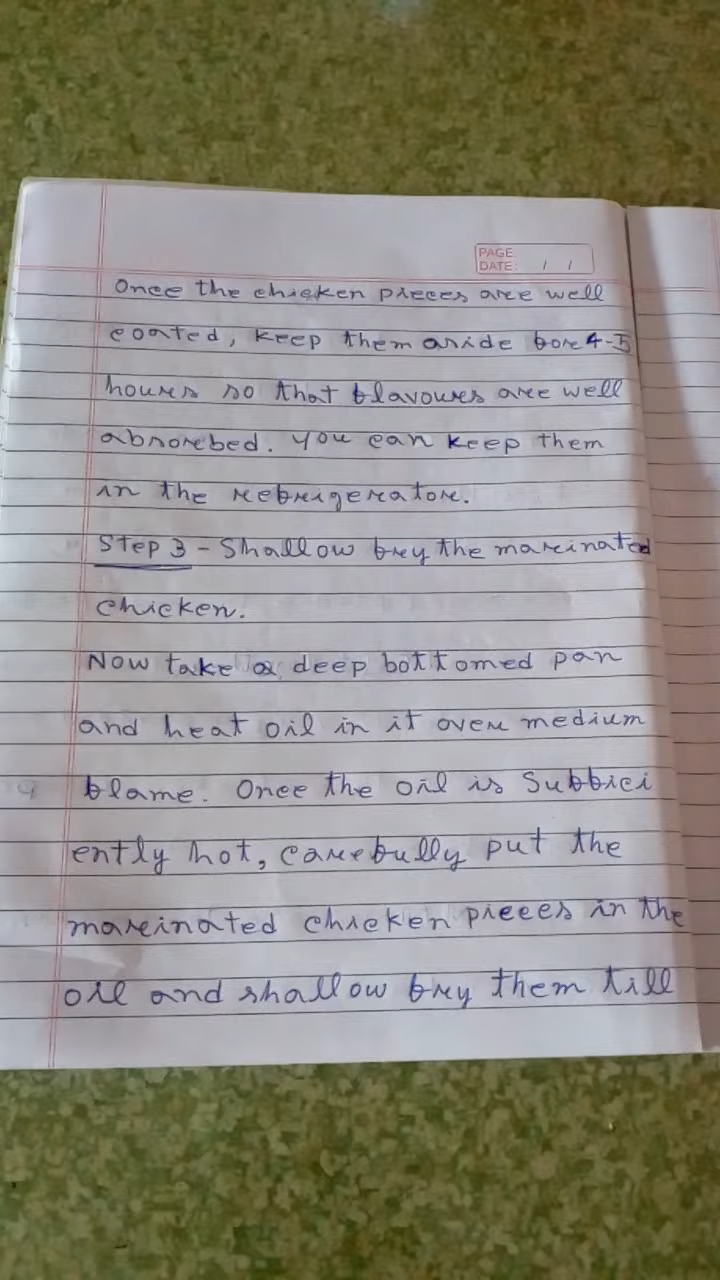 PAGE
DATE: / /
Once the chicken pieces are well
coated, keep them aside for 4-5
hours so that flavours are well
absorbed. You can keep them
in the refrigerator.
Step 3 - Shallow fry the marinated
chicken.
Now take a deep bottomed pan
and heat oil in it over medium
flame. Once the oil is suffici
ently hot, carefully put the
marinated chicken pieces in the
oil and shallow fry them till